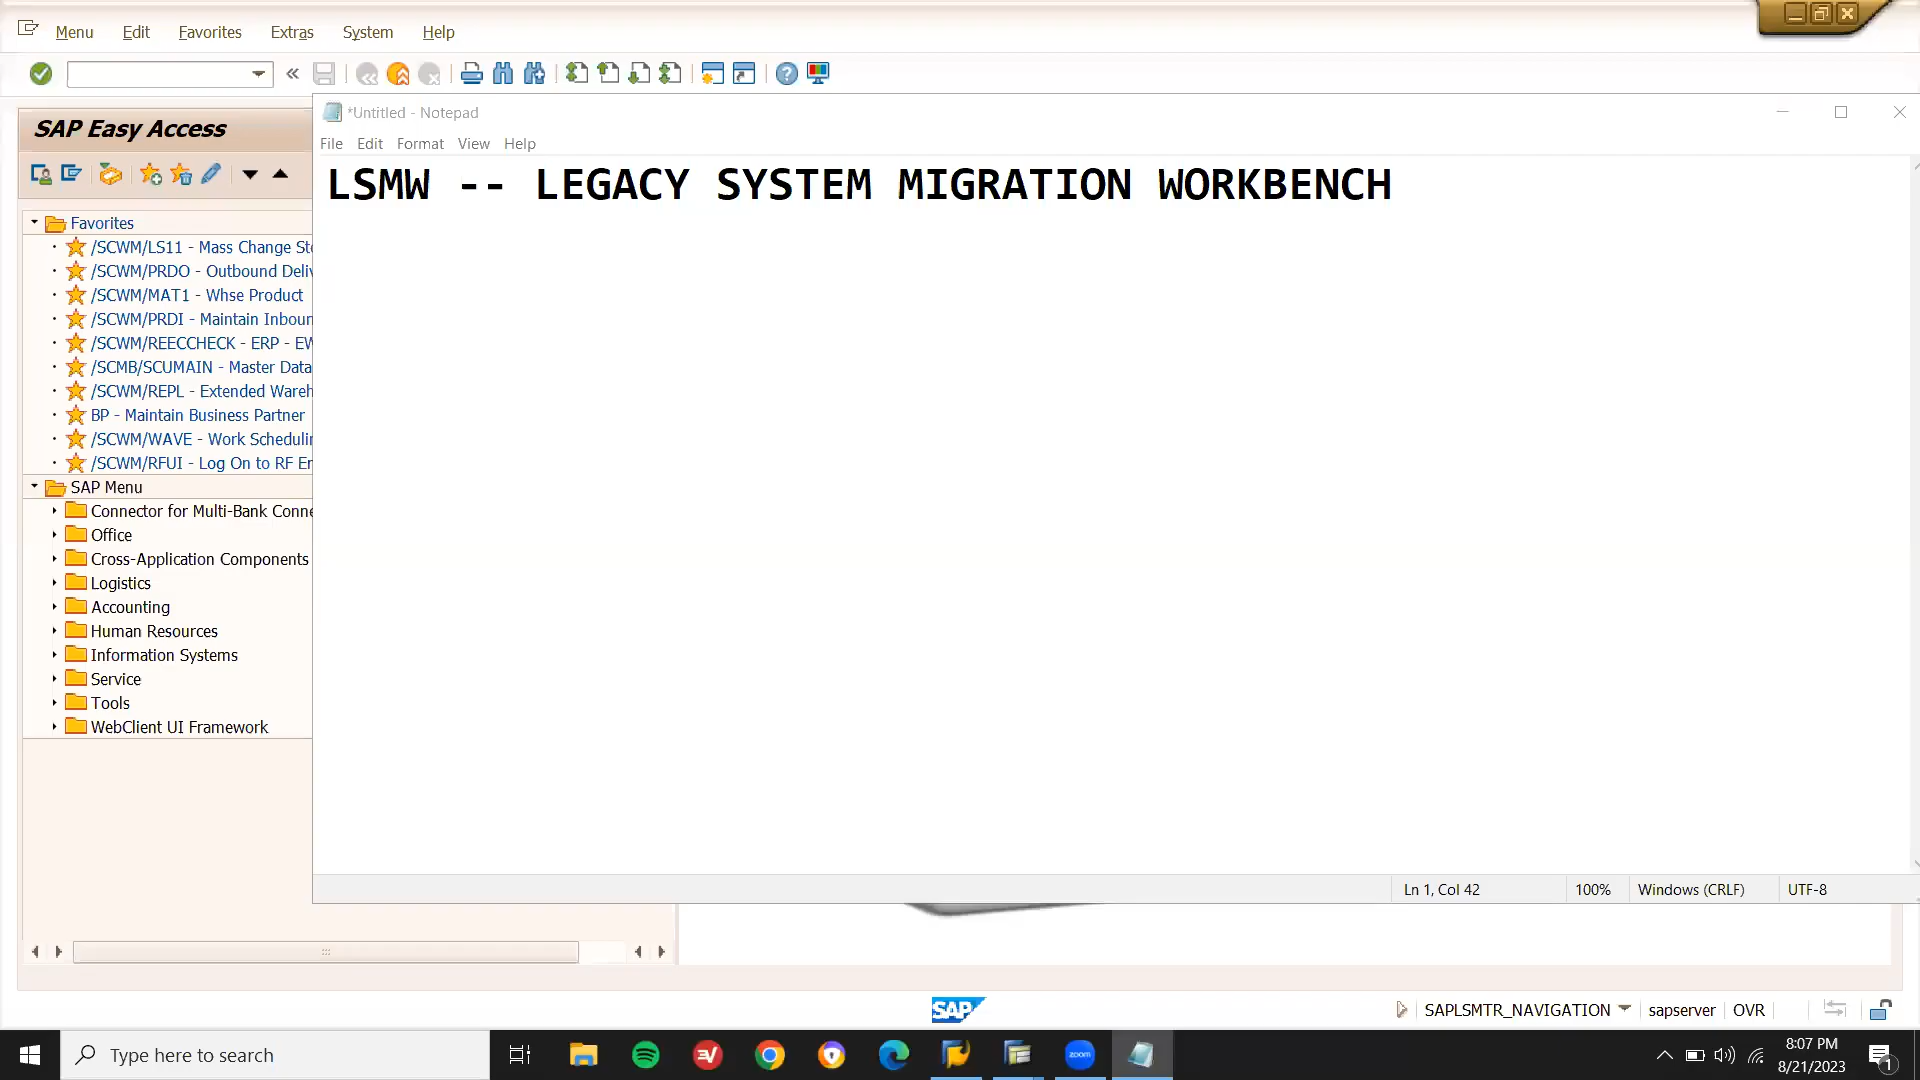 Menu Edit Favorites Extras System Help
SAP Easy Access
*Untitled - Notepad
File Edit Format View Help
LSMW -- LEGACY SYSTEM MIGRATION WORKBENCH
Favorites
/SCWM/LS11 - Mass Change St
/SCWM/PRDO - Outbound Deliv
/SCWM/MAT1 - Whse Product
/SCWM/PRDI - Maintain Inboun
/SCWM/REECCHECK - ERP - EW
/SCMB/SCUMAIN - Master Data
/SCWM/REPL - Extended Wareh
BP - Maintain Business Partner
/SCWM/WAVE - Work Schedulin
/SCWM/RFUI - Log On to RF En
SAP Menu
Connector for Multi-Bank Conne
Office
Cross-Application Components
Logistics
Accounting
Human Resources
Information Systems
Service
Tools
WebClient UI Framework
Ln 1, Col 42 100% Windows (CRLF) UTF-8
SAP
SAPLSMTR_NAVIGATION sapserver OVR
Type here to search
zoom
8:07 PM
8/21/2023
1